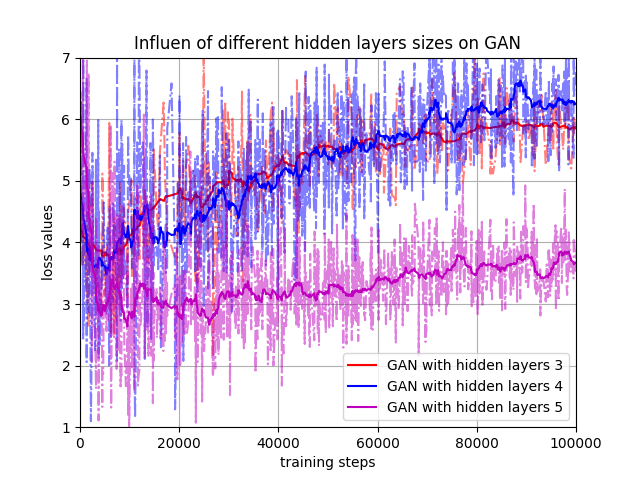 Influen of different hidden layers sizes on GAN
7
6
5
4
3
2
1
loss values
GAN with hidden layers 3
GAN with hidden layers 4
GAN with hidden layers 5
0
20000
40000
60000
80000
100000
training steps